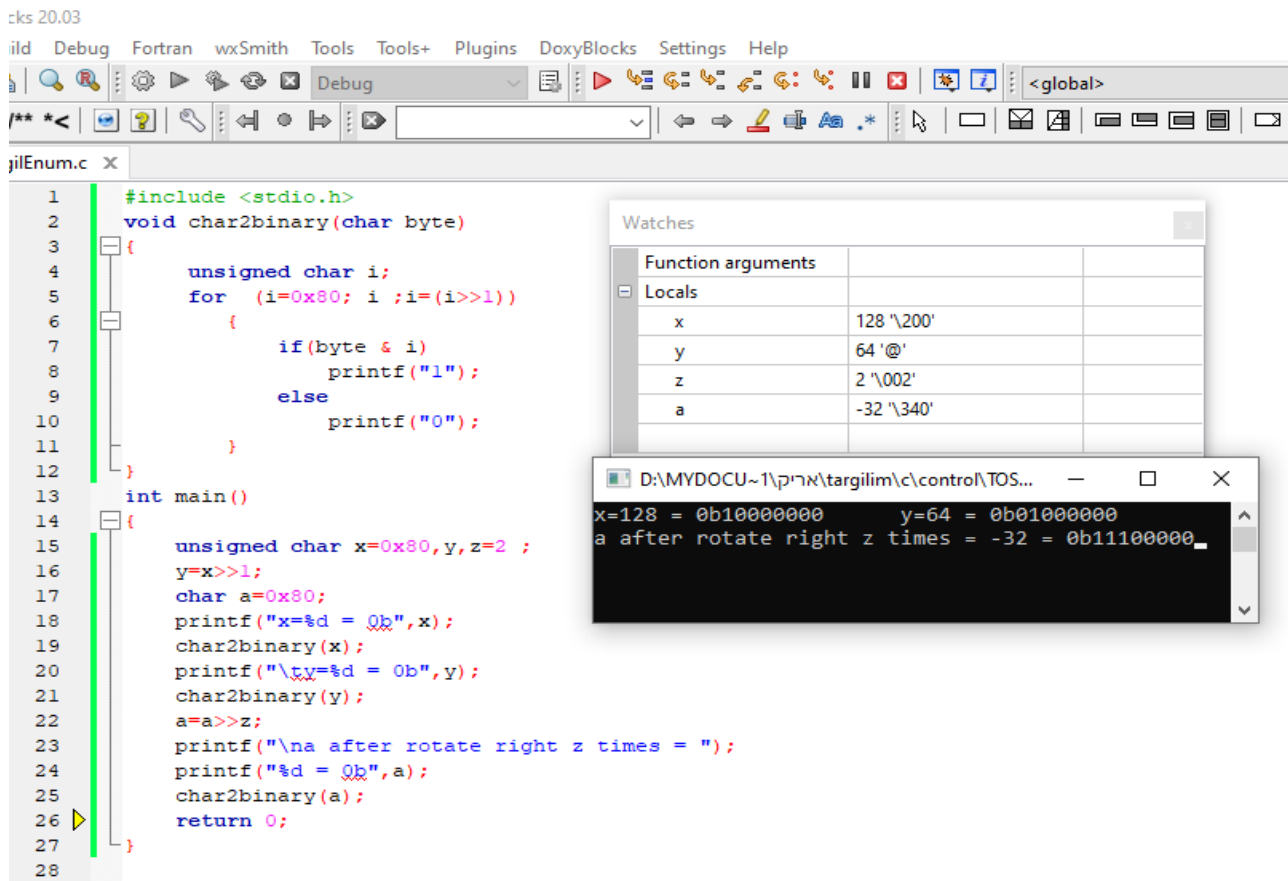 cks 20.03
ild Debug Fortran wxSmith Tools Tools+ Plugins DoxyBlocks Settings Help
Debug <global>
/** *<
gilEnum.c
1 #include <stdio.h>
2 void char2binary(char byte)
3 {
4 unsigned char i;
5 for (i=0x80; i ;i=(i>>1))
6 {
7 if(byte & i)
8 printf("1");
9 else
10 printf("0");
11 }
12 }
13 int main()
14 {
15 unsigned char x=0x80,y,z=2 ;
16 y=x>>1;
17 char a=0x80;
18 printf("x=%d = 0b",x);
19 char2binary(x);
20 printf("\ty=%d = 0b",y);
21 char2binary(y);
22 a=a>>z;
23 printf("\na after rotate right z times = ");
24 printf("%d = 0b",a);
25 char2binary(a);
26 return 0;
27 }
28
Watches
Function arguments
Locals
x 128 '\200'
y 64 '@'
z 2 '\002'
a -32 '\340'
D:\MYDOCU~1\אריק\targilim\c\control\TOS...
x=128 = 0b10000000 y=64 = 0b01000000
a after rotate right z times = -32 = 0b11100000